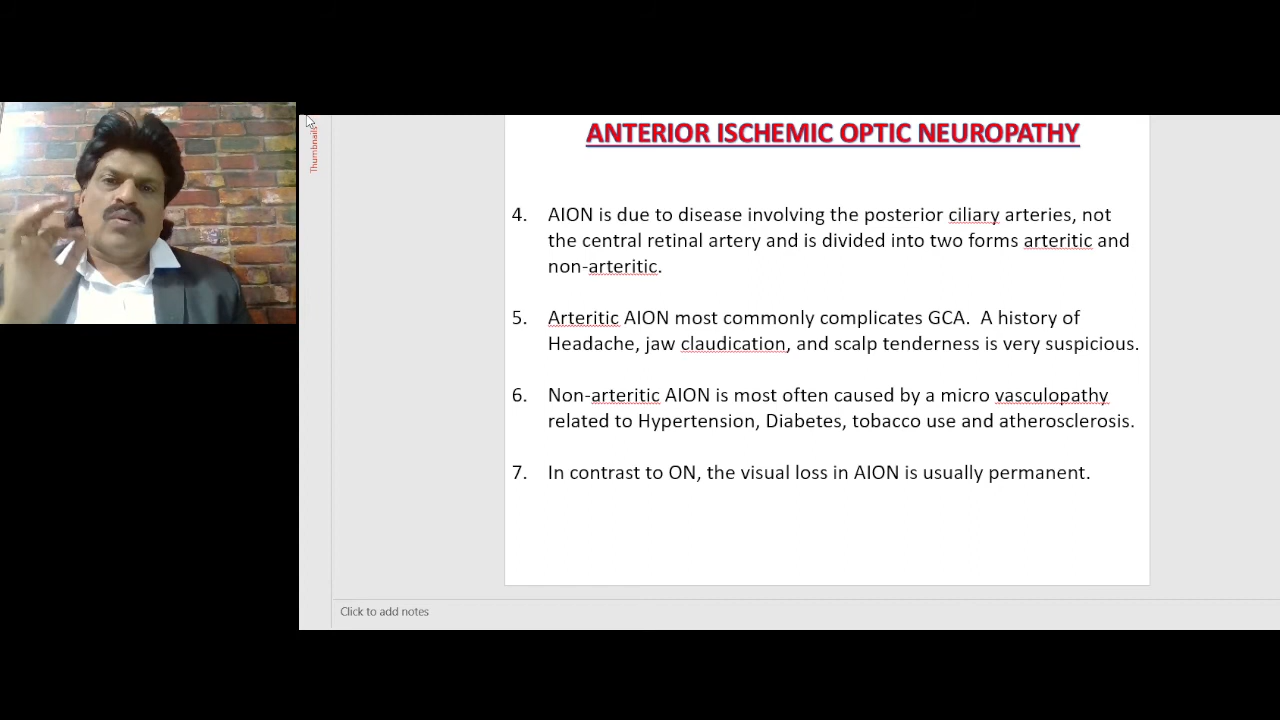 Thumbnails
ANTERIOR ISCHEMIC OPTIC NEUROPATHY
4. AION is due to disease involving the posterior ciliary arteries, not
the central retinal artery and is divided into two forms arteritic and
non-arteritic.
5. Arteritic AION most commonly complicates GCA. A history of
Headache, jaw claudication, and scalp tenderness is very suspicious.
6. Non-arteritic AION is most often caused by a micro vasculopathy
related to Hypertension, Diabetes, tobacco use and atherosclerosis.
7. In contrast to ON, the visual loss in AION is usually permanent.
Click to add notes